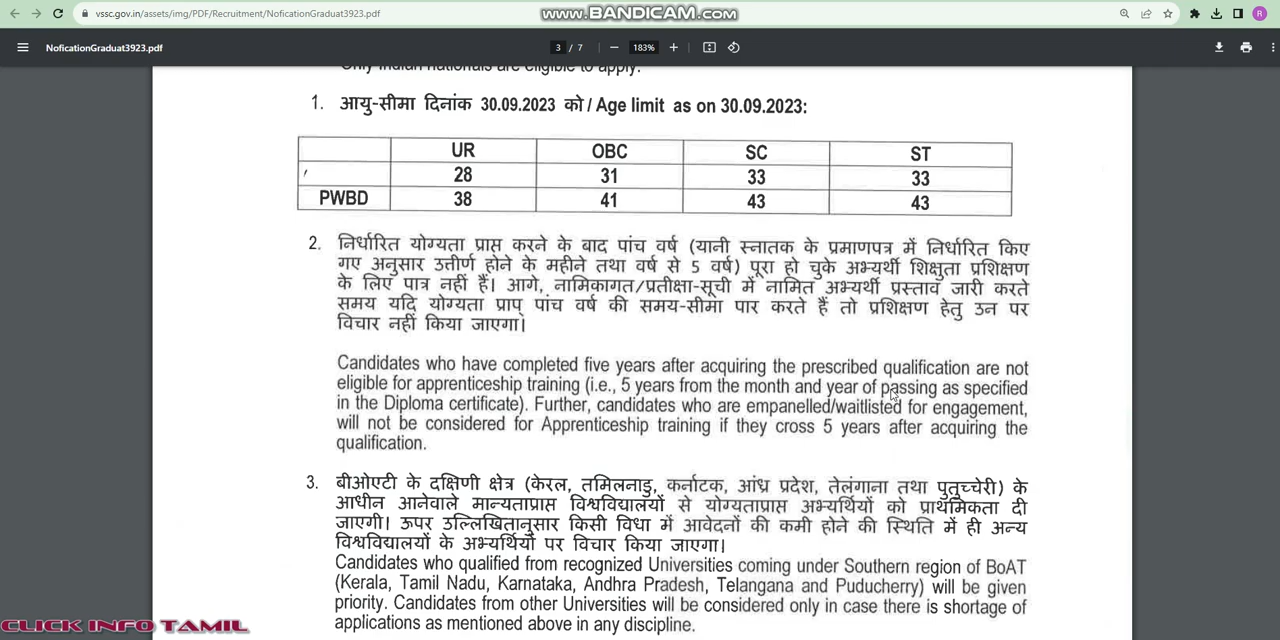 vssc.gov.in/assets/img/PDF/Recruitment/NoficationGraduat3923.pdf
www.BANDICAM.com
R
NoficationGraduat3923.pdf
3 / 7
183%
Only Indian nationals are eligible to apply.
1. आयु-सीमा दिनांक 30.09.2023 को / Age limit as on 30.09.2023:
UR OBC SC ST
28 31 33 33
PWBD 38 41 43 43
2. निर्धारित योग्यता प्राप्त करने के बाद पांच वर्ष (यानी स्नातक के प्रमाणपत्र में निर्धारित किए
गए अनुसार उत्तीर्ण होने के महीने तथा वर्ष से 5 वर्ष) पूरा हो चुके अभ्यर्थी शिक्षुता प्रशिक्षण
के लिए पात्र नहीं हैं। आगे, नामिकागत/प्रतीक्षा-सूची में नामित अभ्यर्थी प्रस्ताव जारी करते
समय यदि योग्यता प्राप् पांच वर्ष की समय-सीमा पार करते हैं तो प्रशिक्षण हेतु उन पर
विचार नहीं किया जाएगा।
Candidates who have completed five years after acquiring the prescribed qualification are not
eligible for apprenticeship training (i.e., 5 years from the month and year of passing as specified
in the Diploma certificate). Further, candidates who are empanelled/waitlisted for engagement,
will not be considered for Apprenticeship training if they cross 5 years after acquiring the
qualification.
3. बीओएटी के दक्षिणी क्षेत्र (केरल, तमिलनाडु, कर्नाटक, आंध्र प्रदेश, तेलंगाना तथा पुतुच्चेरी) के
आधीन आनेवाले मान्यताप्राप्त विश्वविद्यालयों से योग्यताप्राप्त अभ्यर्थियों को प्राथमिकता दी
जाएगी। ऊपर उल्लिखितानुसार किसी विधा में आवेदनों की कमी होने की स्थिति में ही अन्य
विश्वविद्यालयों के अभ्यर्थियों पर विचार किया जाएगा।
Candidates who qualified from recognized Universities coming under Southern region of BoAT
(Kerala, Tamil Nadu, Karnataka, Andhra Pradesh, Telangana and Puducherry) will be given
priority. Candidates from other Universities will be considered only in case there is shortage of
applications as mentioned above in any discipline.
CLICK INFO TAMIL